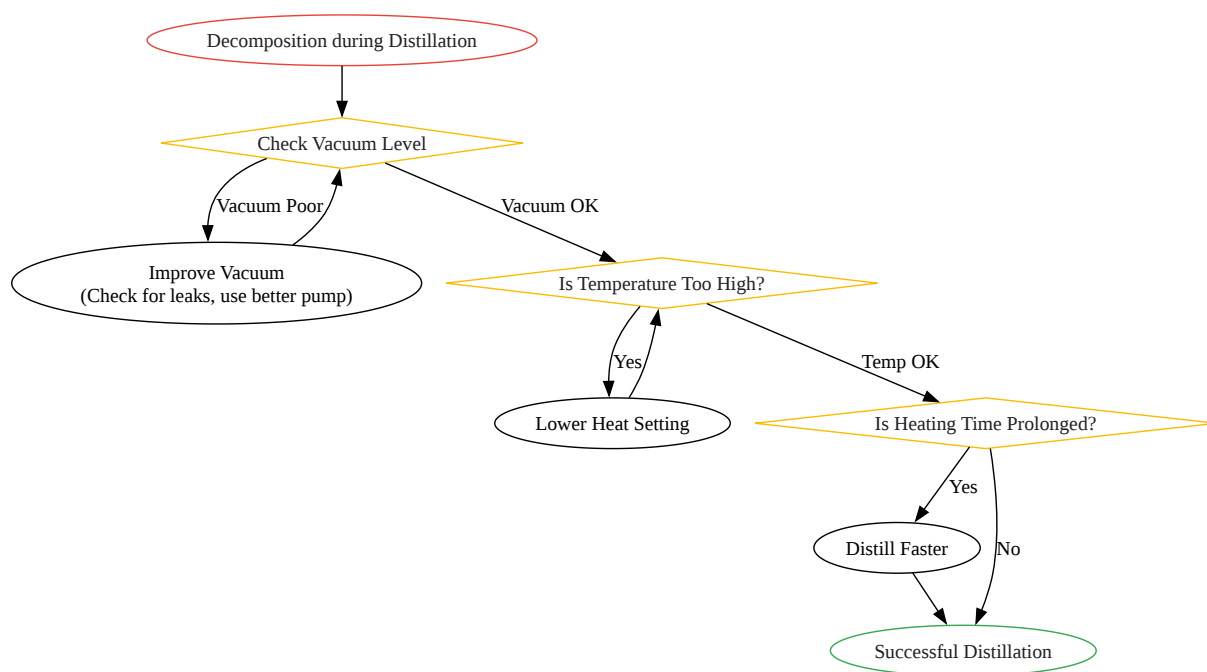 Decomposition during Distillation
Check Vacuum Level
Vacuum Poor
Vacuum OK
Improve Vacuum
(Check for leaks, use better pump)
Is Temperature Too High?
Yes
Temp OK
Lower Heat Setting
Is Heating Time Prolonged?
Yes
Distill Faster
No
Successful Distillation